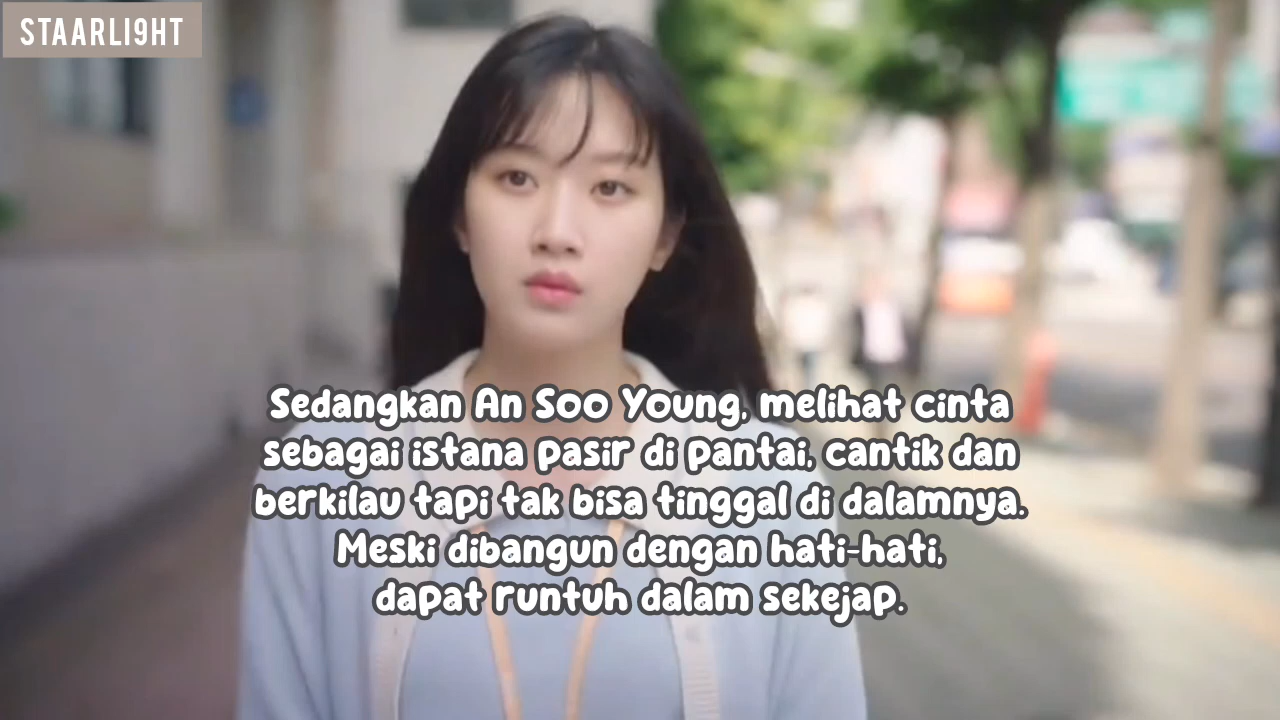 STAARLI9HT
Sedangkan An Soo Young, melihat cinta
sebagai istana pasir di pantai, cantik dan
berkilau tapi tak bisa tinggal di dalamnya.
Meski dibangun dengan hati-hati,
dapat runtuh dalam sekejap.